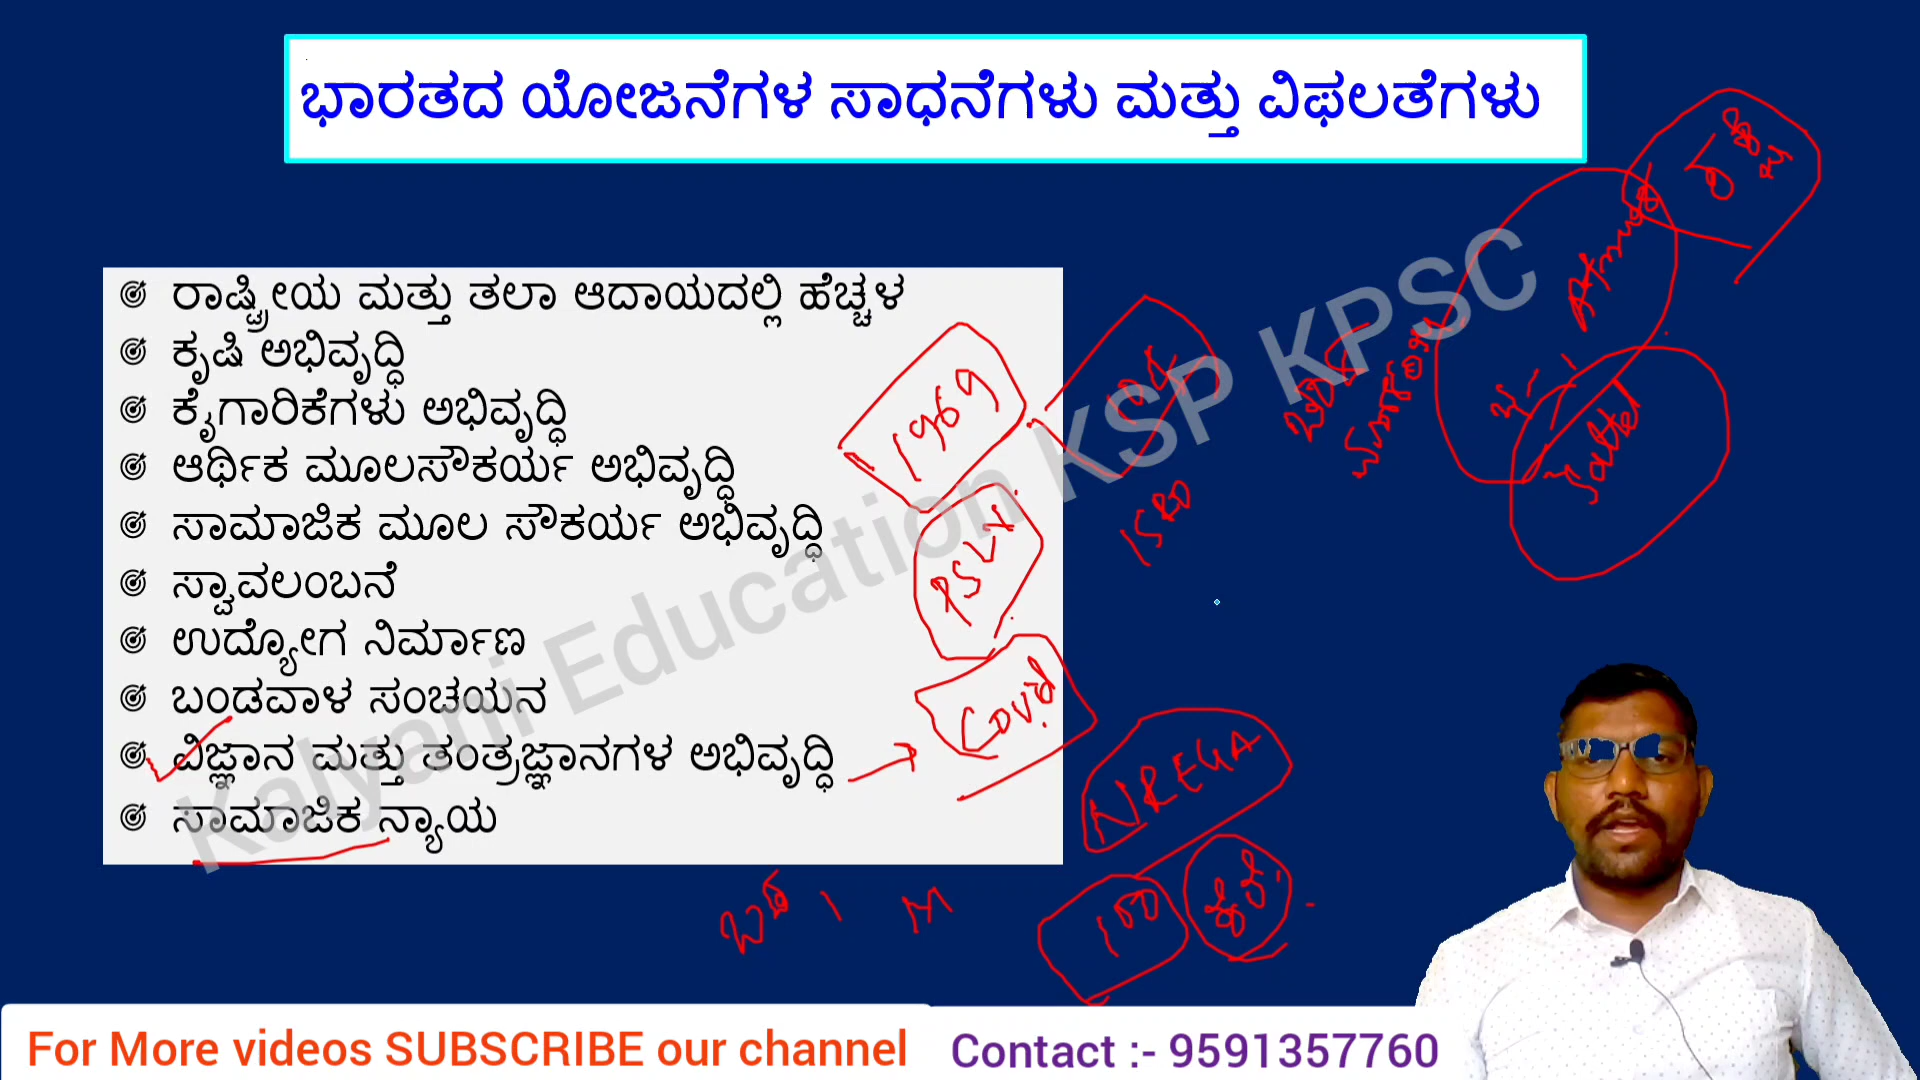 ಭಾರತದ ಯೋಜನೆಗಳ ಸಾಧನೆಗಳು ಮತ್ತು ವಿಫಲತೆಗಳು
ರಾಷ್ಟ್ರೀಯ ಮತ್ತು ತಲಾ ಆದಾಯದಲ್ಲಿ ಹೆಚ್ಚಳ
ಕೃಷಿ ಅಭಿವೃದ್ಧಿ
ಕೈಗಾರಿಕೆಗಳು ಅಭಿವೃದ್ಧಿ
ಆರ್ಥಿಕ ಮೂಲಸೌಕರ್ಯ ಅಭಿವೃದ್ಧಿ
ಸಾಮಾಜಿಕ ಮೂಲ ಸೌಕರ್ಯ ಅಭಿವೃದ್ಧಿ
ಸ್ವಾವಲಂಬನೆ
ಉದ್ಯೋಗ ನಿರ್ಮಾಣ
ಬಂಡವಾಳ ಸಂಚಯನ
ವಿಜ್ಞಾನ ಮತ್ತು ತಂತ್ರಜ್ಞಾನಗಳ ಅಭಿವೃದ್ಧಿ
ಸಾಮಾಜಿಕ ನ್ಯಾಯ
Kalyani Education KSP KPSC
1969
104
ISRO
PSLV
Covid
NREGA
100
For More videos SUBSCRIBE our channel
Contact :- 9591357760